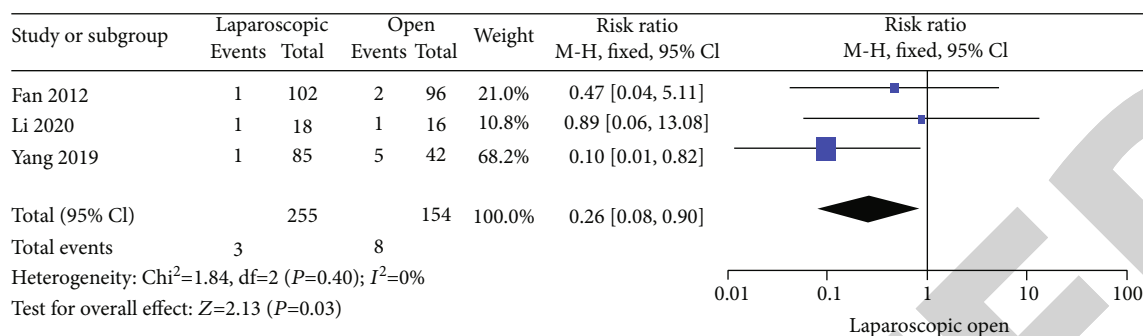 Study or subgroup Laparoscopic Open Weight Risk ratio Risk ratio
Events Total Events Total M-H, fixed, 95% Cl M-H, fixed, 95% Cl
Fan 2012 1 102 2 96 21.0% 0.47 [0.04, 5.11]
Li 2020 1 18 1 16 10.8% 0.89 [0.06, 13.08]
Yang 2019 1 85 5 42 68.2% 0.10 [0.01, 0.82]
Total (95% Cl) 255 154 100.0% 0.26 [0.08, 0.90]
Total events 3 8
Heterogeneity: Chi²=1.84, df=2 (P=0.40); I²=0%
Test for overall effect: Z=2.13 (P=0.03)
0.01 0.1 1 10 100
Laparoscopic open